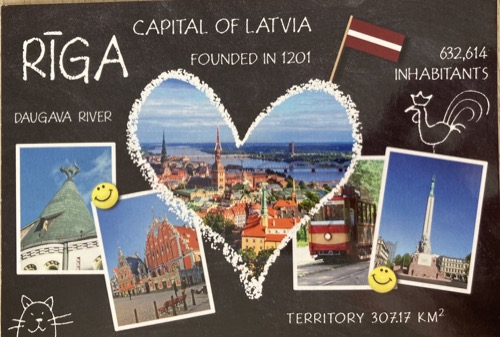 RĪGA
CAPITAL OF LATVIA
FOUNDED IN 1201
632,614
INHABITANTS
DAUGAVA RIVER
TERRITORY 307.17 KM²